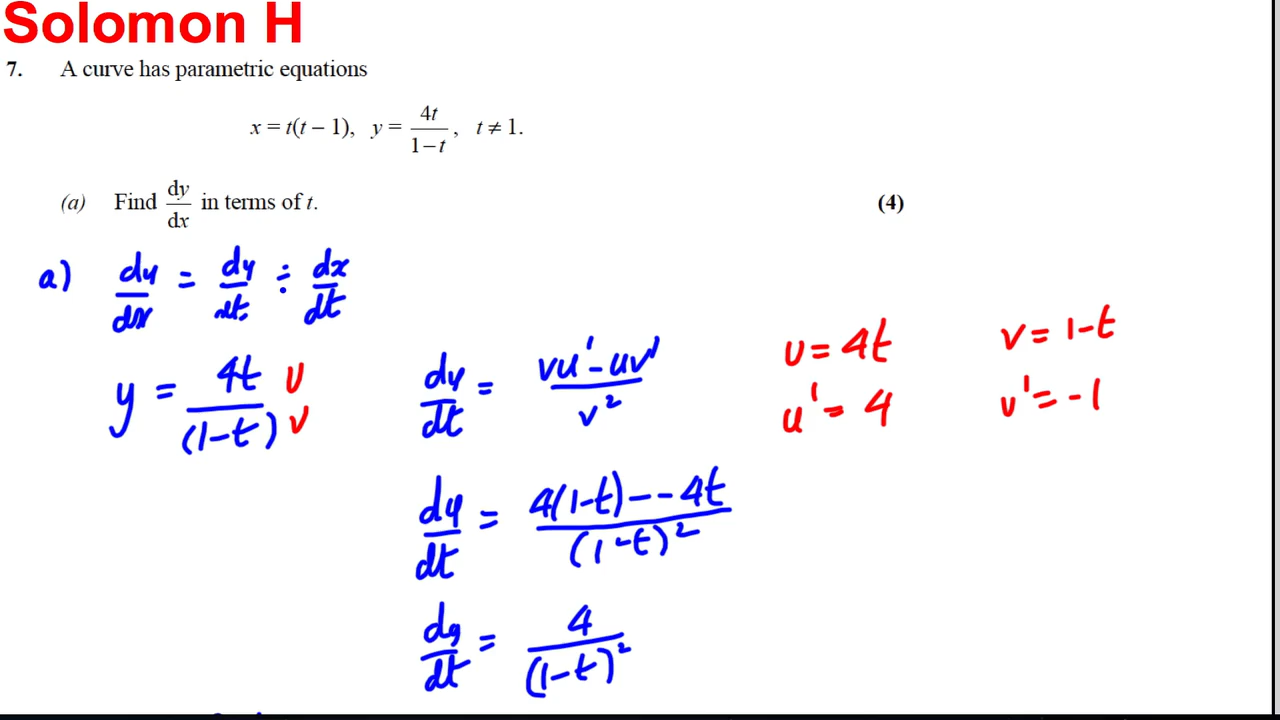 Solomon H
7. A curve has parametric equations
x = t(t − 1), y = 4t/(1 − t), t ≠ 1.
(a) Find dy/dx in terms of t. (4)
a) dy/dx = dy/dt ÷ dx/dt
y = 4t/(1-t) u v
dy/dt = (vu' - uv')/v²
u = 4t v = 1-t
u' = 4 v' = -1
dy/dt = (4(1-t) - - 4t)/(1-t)²
dy/dt = 4/(1-t)²